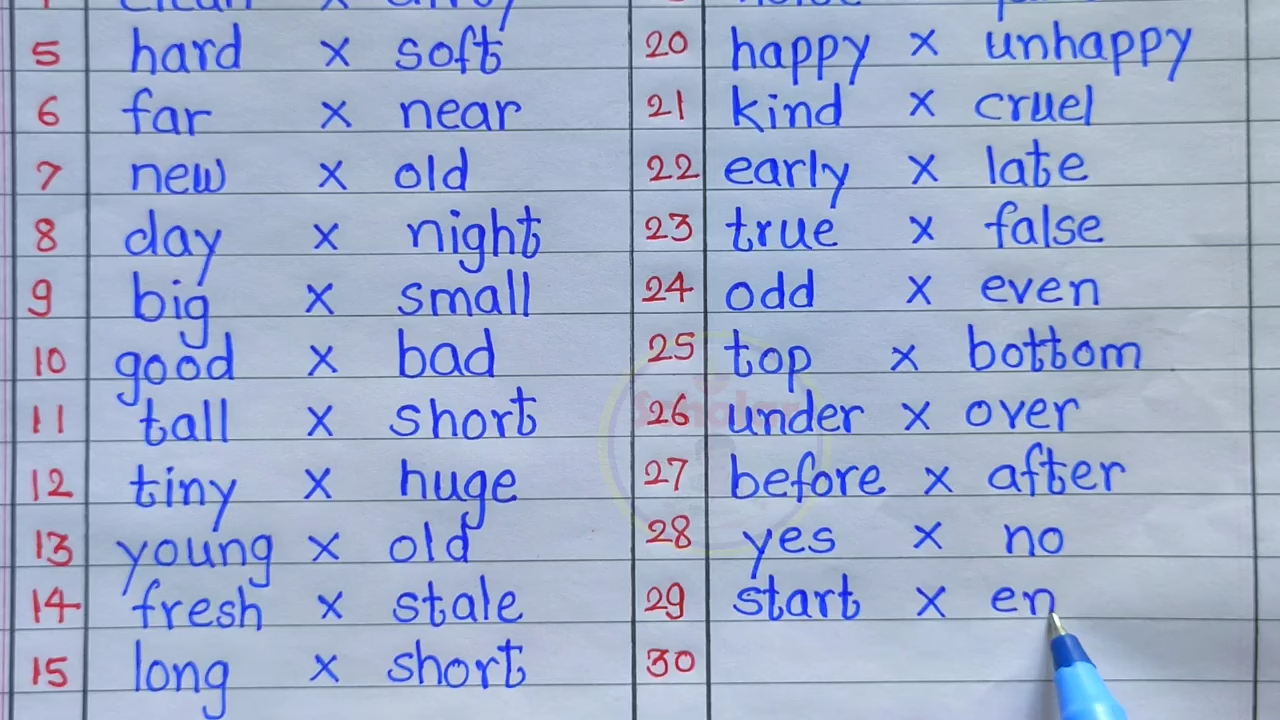 5 hard x soft
6 far x near
7 new x old
8 day x night
9 big x small
10 good x bad
11 tall x short
12 tiny x huge
13 young x old
14 fresh x stale
15 long x short
20 happy x unhappy
21 kind x cruel
22 early x late
23 true x false
24 odd x even
25 top x bottom
26 under x over
27 before x after
28 yes x no
29 start x en
30